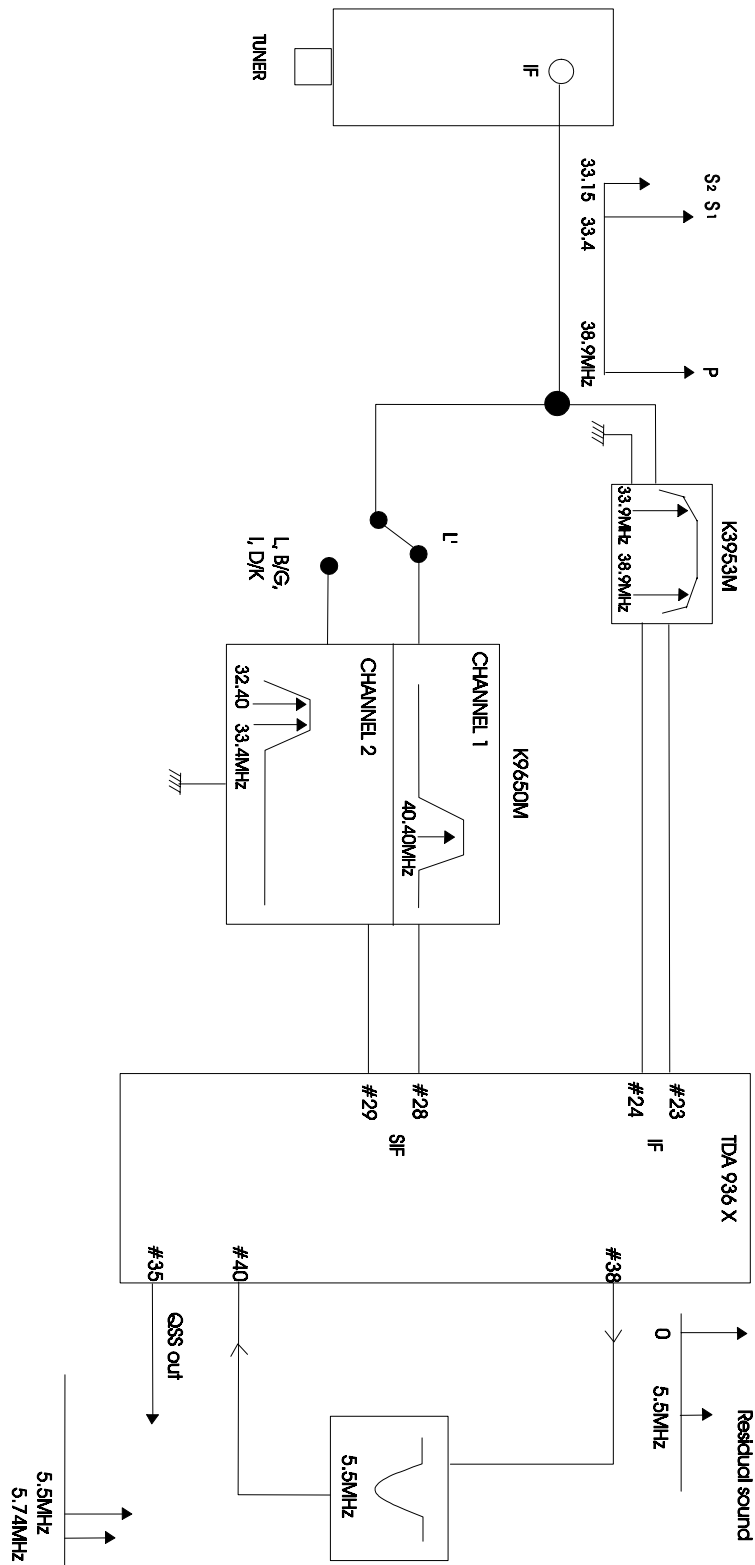 TUNER
IF
S2 S1
P
33.15 33.4 38.9MHz
K3953M
33.9MHz 38.9MHz
L'
L, B/G,
I, D/K
K9650M
CHANNEL 1
40.40MHz
CHANNEL 2
32.40 33.4MHz
TDA 936 X
#23
#24
IF
#28
#29
SIF
#38
#40
#35
Residual sound
0 5.5MHz
5.5MHz
QSS out
5.5MHz
5.74MHz